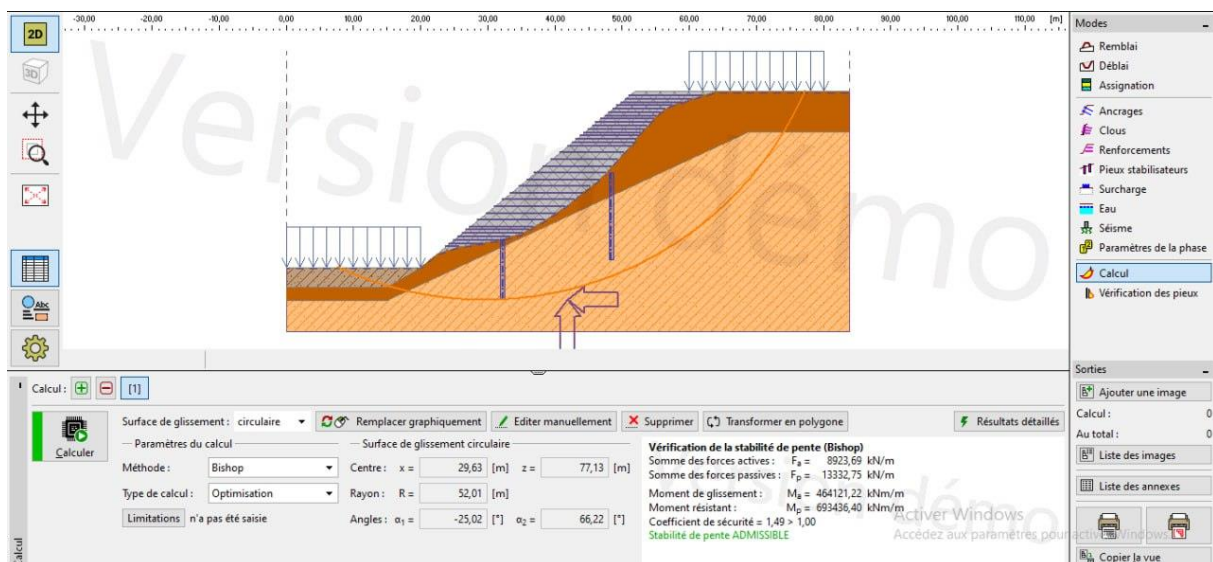 2D
-30,00 -20,00 -10,00 0,00 10,00 20,00 30,00 40,00 50,00 60,00 70,00 80,00 90,00 100,00 110,00 [m]
3D
Version démo
Modes
Remblai
Déblai
Assignation
Ancrages
Clous
Renforcements
Pieux stabilisateurs
Surcharge
Eau
Séisme
Paramètres de la phase
Calcul
Vérification des pieux
Abc
Calcul : [1]
Calculer
Surface de glissement : circulaire Remplacer graphiquement Editer manuellement Supprimer Transformer en polygone Résultats détaillés
Paramètres du calcul
Méthode : Bishop
Type de calcul : Optimisation
Limitations n'a pas été saisie
Surface de glissement circulaire
Centre : x = 29,63 [m] z = 77,13 [m]
Rayon : R = 52,01 [m]
Angles : α1 = -25,02 [°] α2 = 66,22 [°]
Vérification de la stabilité de pente (Bishop)
Somme des forces actives : Fa = 8923,69 kN/m
Somme des forces passives : Fp = 13332,75 kN/m
Moment de glissement : Ma = 464121,22 kNm/m
Moment résistant : Mp = 693436,40 kNm/m
Coefficient de sécurité = 1,49 > 1,00
Stabilité de pente ADMISSIBLE
version démo
Activer Windows
Accédez aux paramètres pour activer Windows.
Calcul
Sorties
Ajouter une image
Calcul : 0
Au total : 0
Liste des images
Liste des annexes
Copier la vue